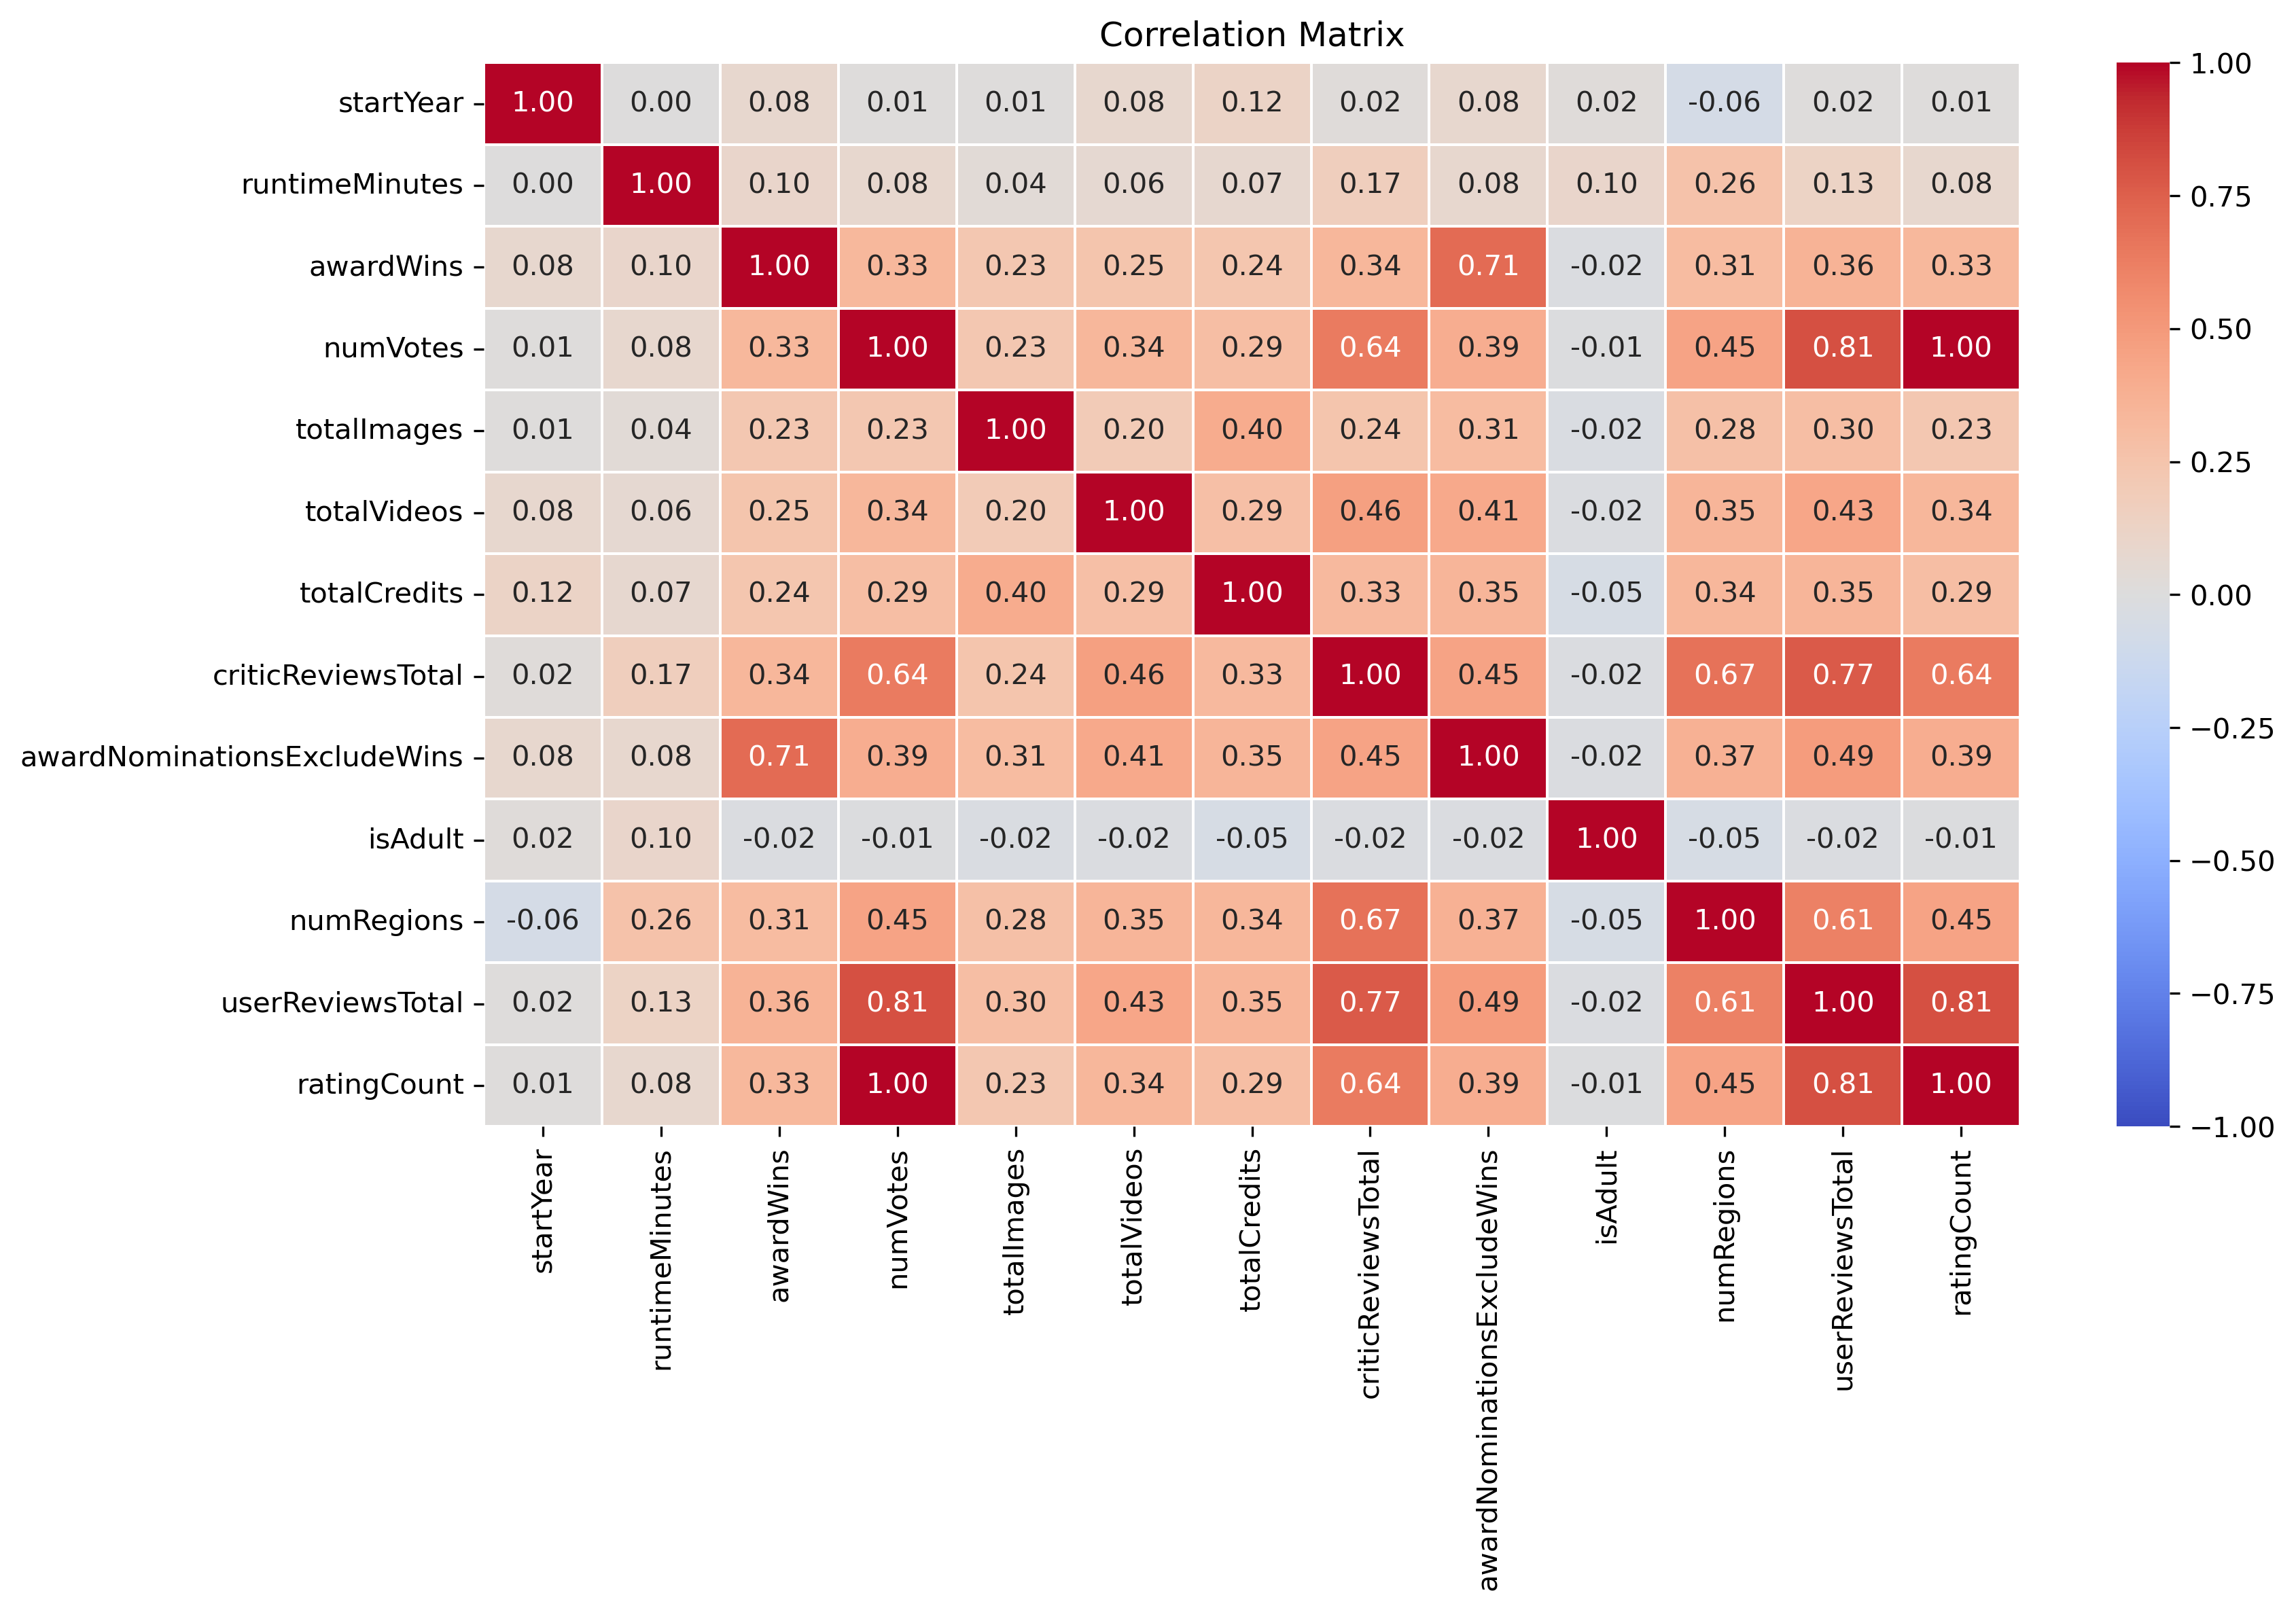 Correlation Matrix
startYear 1.00 0.00 0.08 0.01 0.01 0.08 0.12 0.02 0.08 0.02 -0.06 0.02 0.01
runtimeMinutes 0.00 1.00 0.10 0.08 0.04 0.06 0.07 0.17 0.08 0.10 0.26 0.13 0.08
awardWins 0.08 0.10 1.00 0.33 0.23 0.25 0.24 0.34 0.71 -0.02 0.31 0.36 0.33
numVotes 0.01 0.08 0.33 1.00 0.23 0.34 0.29 0.64 0.39 -0.01 0.45 0.81 1.00
totalImages 0.01 0.04 0.23 0.23 1.00 0.20 0.40 0.24 0.31 -0.02 0.28 0.30 0.23
totalVideos 0.08 0.06 0.25 0.34 0.20 1.00 0.29 0.46 0.41 -0.02 0.35 0.43 0.34
totalCredits 0.12 0.07 0.24 0.29 0.40 0.29 1.00 0.33 0.35 -0.05 0.34 0.35 0.29
criticReviewsTotal 0.02 0.17 0.34 0.64 0.24 0.46 0.33 1.00 0.45 -0.02 0.67 0.77 0.64
awardNominationsExcludeWins 0.08 0.08 0.71 0.39 0.31 0.41 0.35 0.45 1.00 -0.02 0.37 0.49 0.39
isAdult 0.02 0.10 -0.02 -0.01 -0.02 -0.02 -0.05 -0.02 -0.02 1.00 -0.05 -0.02 -0.01
numRegions -0.06 0.26 0.31 0.45 0.28 0.35 0.34 0.67 0.37 -0.05 1.00 0.61 0.45
userReviewsTotal 0.02 0.13 0.36 0.81 0.30 0.43 0.35 0.77 0.49 -0.02 0.61 1.00 0.81
ratingCount 0.01 0.08 0.33 1.00 0.23 0.34 0.29 0.64 0.39 -0.01 0.45 0.81 1.00
startYear
runtimeMinutes
awardWins
numVotes
totalImages
totalVideos
totalCredits
criticReviewsTotal
awardNominationsExcludeWins
isAdult
numRegions
userReviewsTotal
ratingCount
1.00
0.75
0.50
0.25
0.00
−0.25
−0.50
−0.75
−1.00